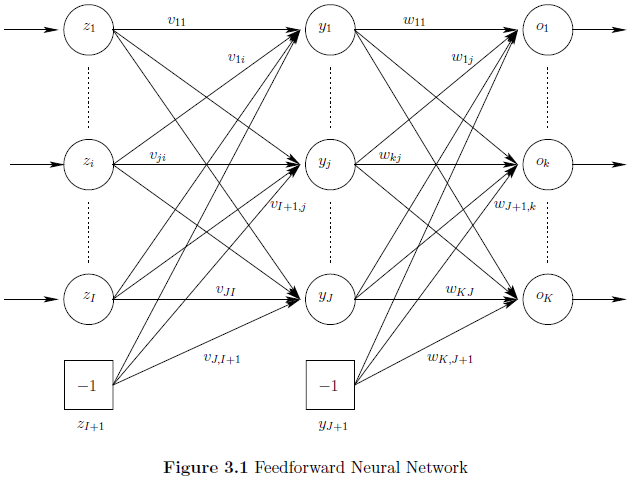 z1 v11 y1 w11 o1
v1i w1j
zi vji yj wkj ok
vI+1,j wJ+1,k
zI vJI yJ wKJ oK
vJ,I+1 wK,J+1
−1 −1
zI+1 yJ+1
Figure 3.1 Feedforward Neural Network